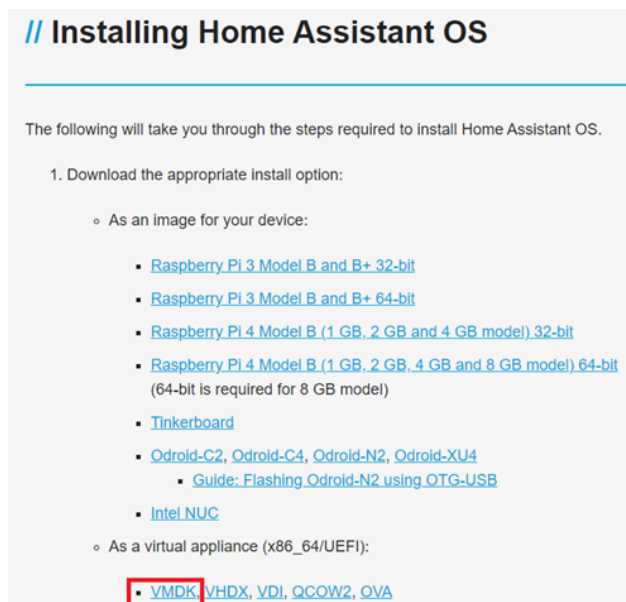 // Installing Home Assistant OS
The following will take you through the steps required to install Home Assistant OS.
1. Download the appropriate install option:
As an image for your device:
Raspberry Pi 3 Model B and B+ 32-bit
Raspberry Pi 3 Model B and B+ 64-bit
Raspberry Pi 4 Model B (1 GB, 2 GB and 4 GB model) 32-bit
Raspberry Pi 4 Model B (1 GB, 2 GB, 4 GB and 8 GB model) 64-bit
(64-bit is required for 8 GB model)
Tinkerboard
Odroid-C2, Odroid-C4, Odroid-N2, Odroid-XU4
Guide: Flashing Odroid-N2 using OTG-USB
Intel NUC
As a virtual appliance (x86_64/UEFI):
VMDK, VHDX, VDI, QCOW2, OVA